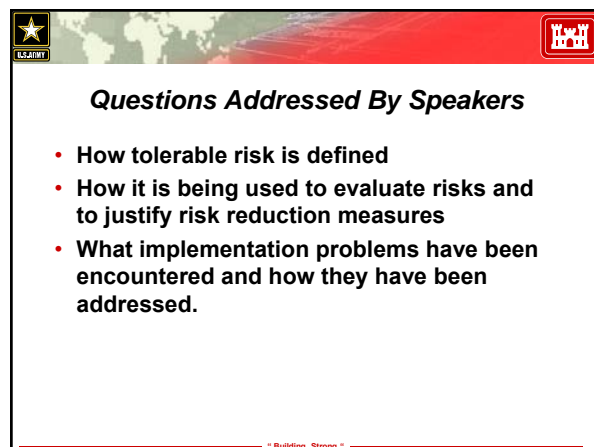 U.S.ARMY
Questions Addressed By Speakers
• How tolerable risk is defined
• How it is being used to evaluate risks and
to justify risk reduction measures
• What implementation problems have been
encountered and how they have been
addressed.
“ Building Strong “